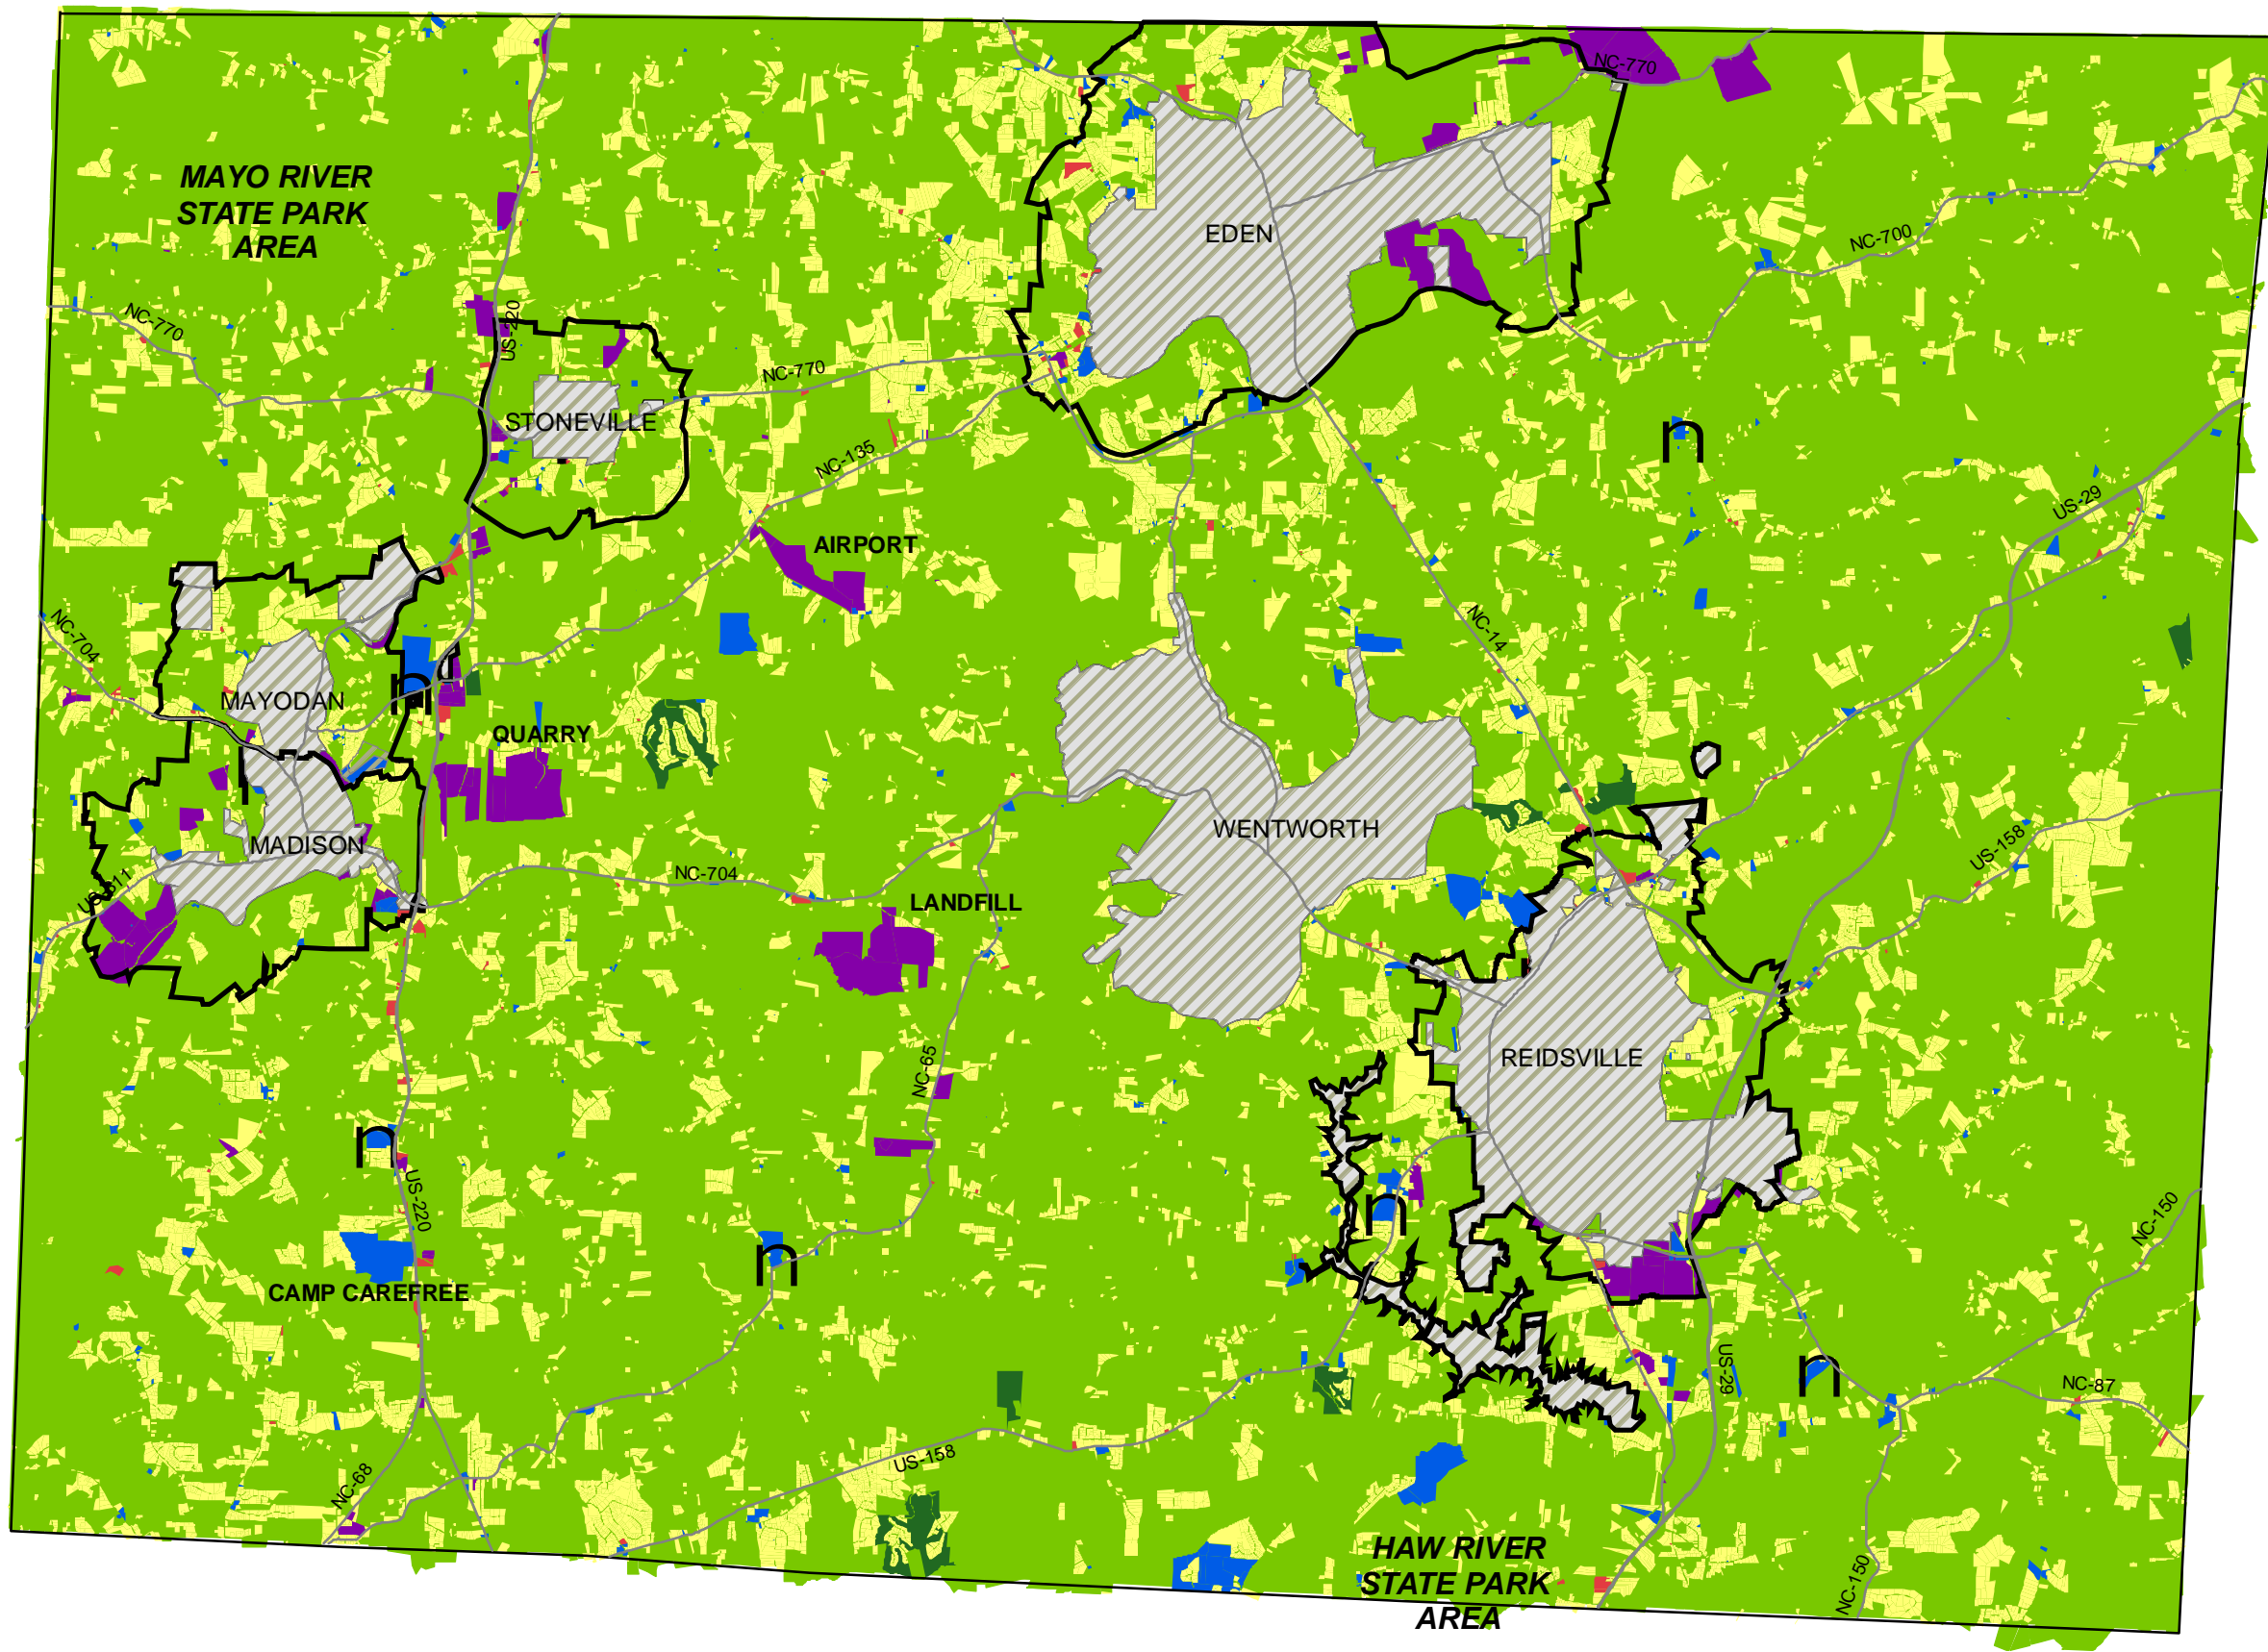 NC-770
MAYO RIVER
STATE PARK
AREA
EDEN
NC-700
NC-770
US-220
NC-770
STONEVILLE
n
NC-135
US-29
AIRPORT
NC-14
NC-704
MAYODAN
n
QUARRY
WENTWORTH
MADISON
US-158
NC-704
US-311
LANDFILL
REIDSVILLE
NC-65
n
US-220
n
NC-150
n
CAMP CAREFREE
US-29
n
NC-87
US-158
NC-68
HAW RIVER
STATE PARK
AREA
NC-150